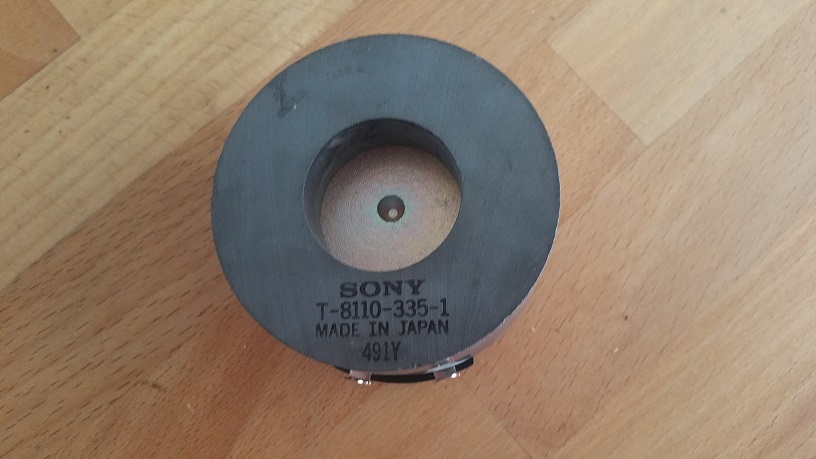 SONY
T-8110-335-1
MADE IN JAPAN
491Y